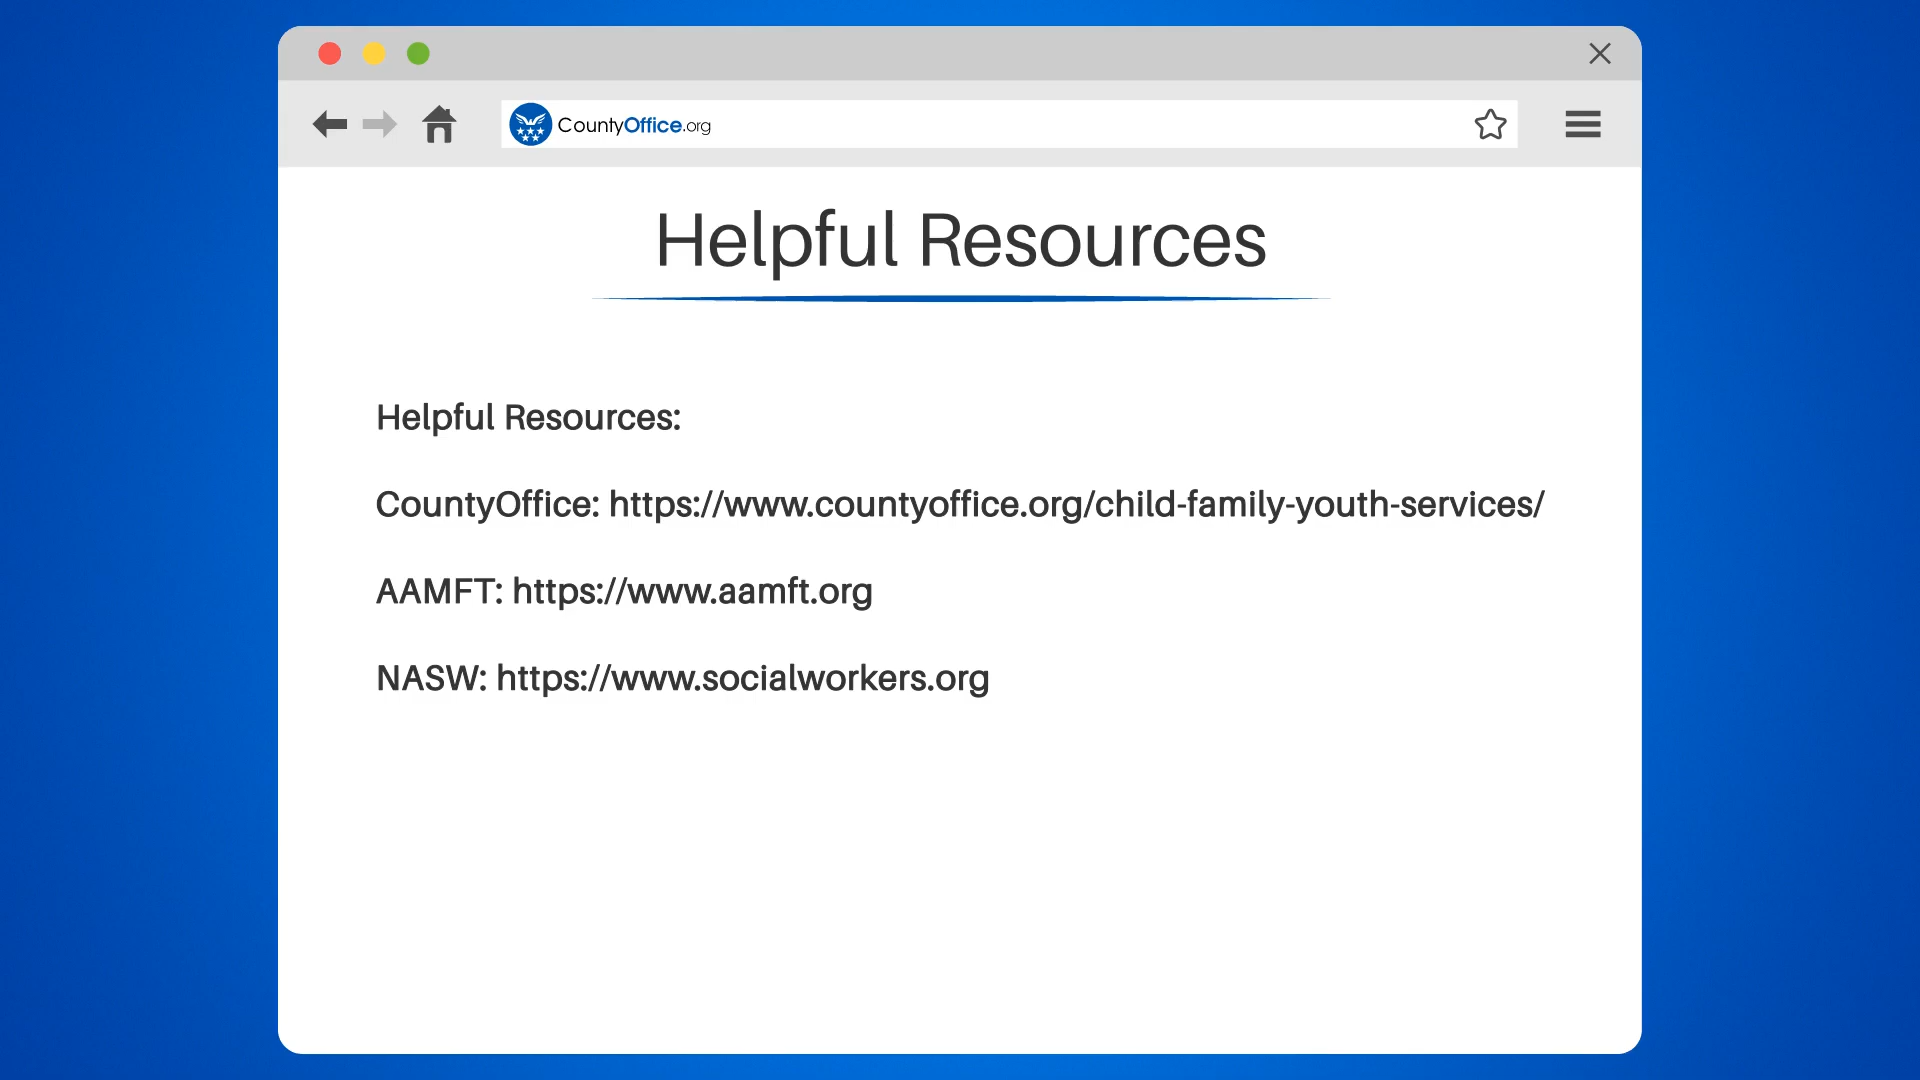 CountyOffice.org
Helpful Resources
Helpful Resources:
CountyOffice: https://www.countyoffice.org/child-family-youth-services/
AAMFT: https://www.aamft.org
NASW: https://www.socialworkers.org